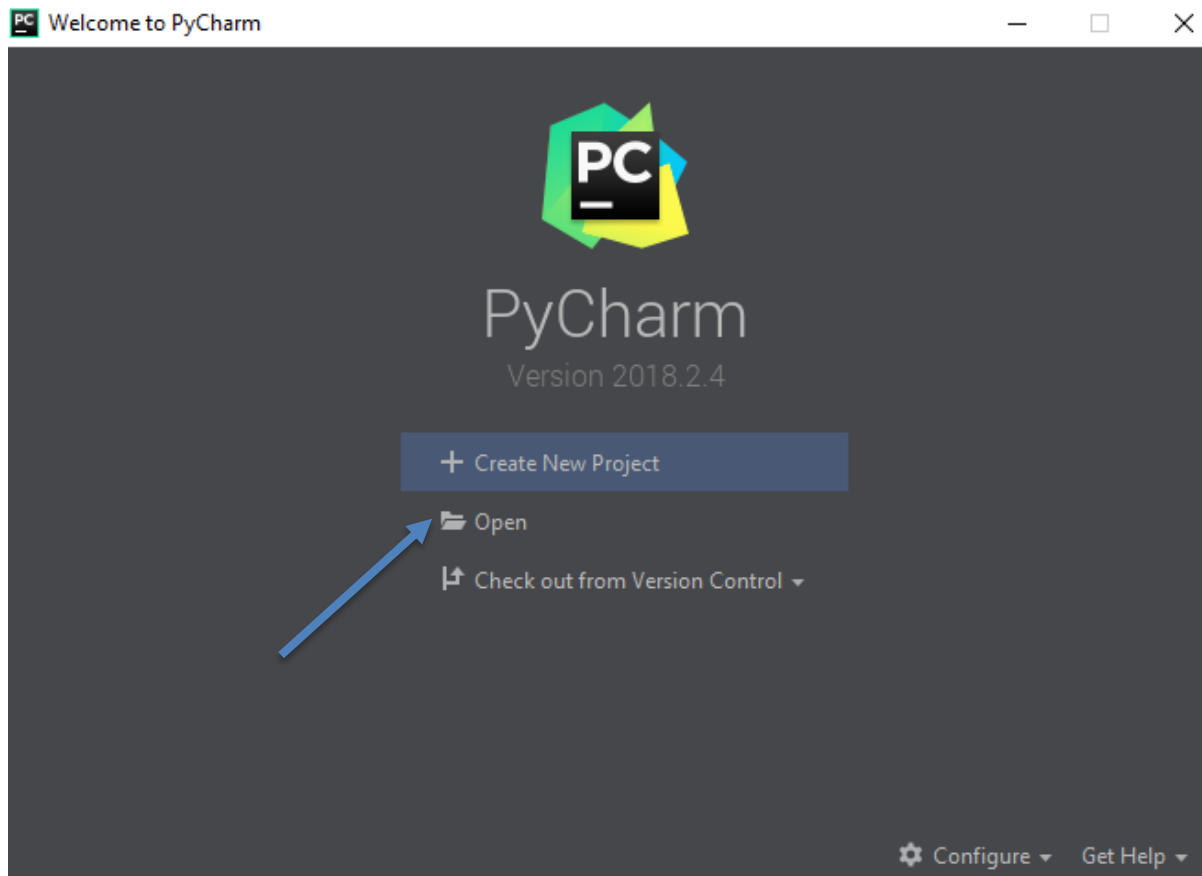 PC Welcome to PyCharm
PC
PyCharm
Version 2018.2.4
Create New Project
Open
Check out from Version Control
Configure Get Help